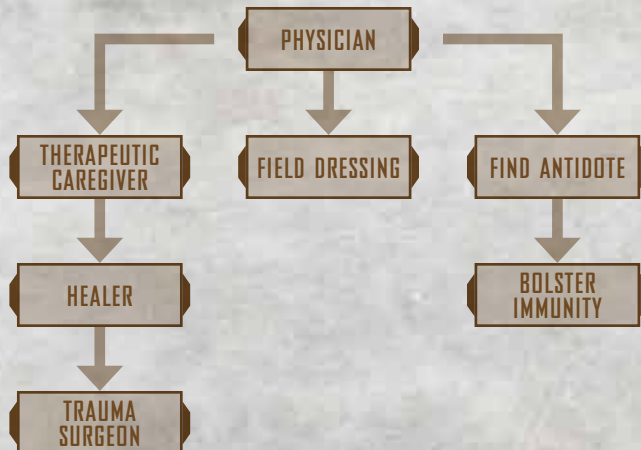 PHYSICIAN
THERAPEUTIC
CAREGIVER
FIELD DRESSING
FIND ANTIDOTE
HEALER
BOLSTER
IMMUNITY
TRAUMA
SURGEON